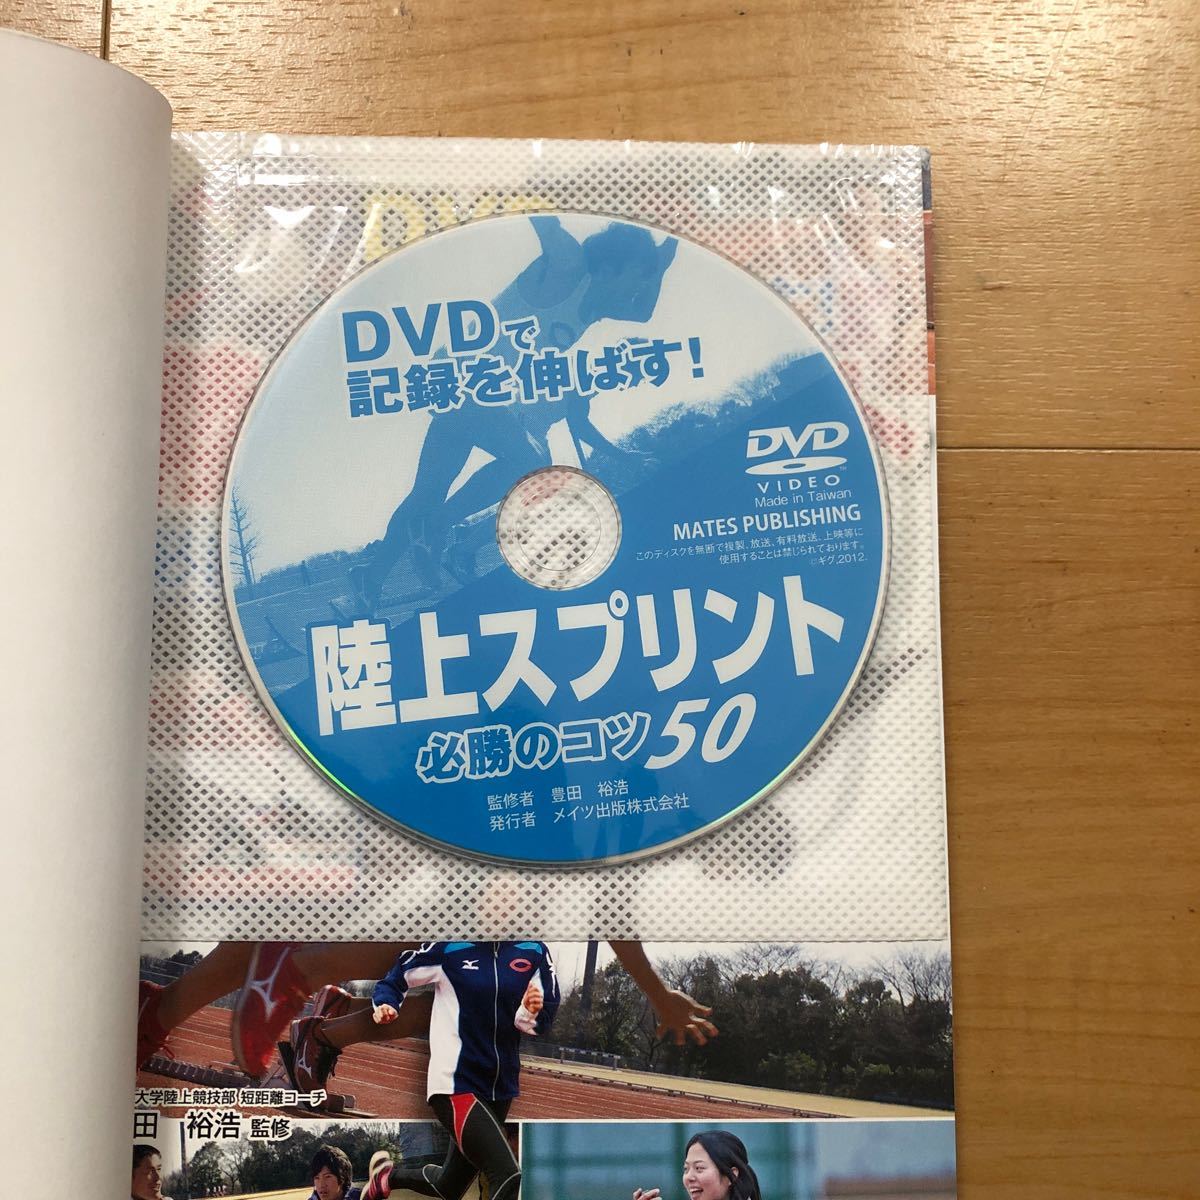 DVD
DVDで
記録を伸ばす!
DVD
VIDEO
TM
Made in Taiwan
MATES PUBLISHING
このディスクを無断で複製、放送、有料放送、上映等に
使用することは禁じられております。
©ギグ,2012.
陸上スプリント
必勝のコツ50
監修者 豊田 裕浩
発行者 メイツ出版株式会社
大学陸上競技部 短距離コーチ
田 裕浩 監修